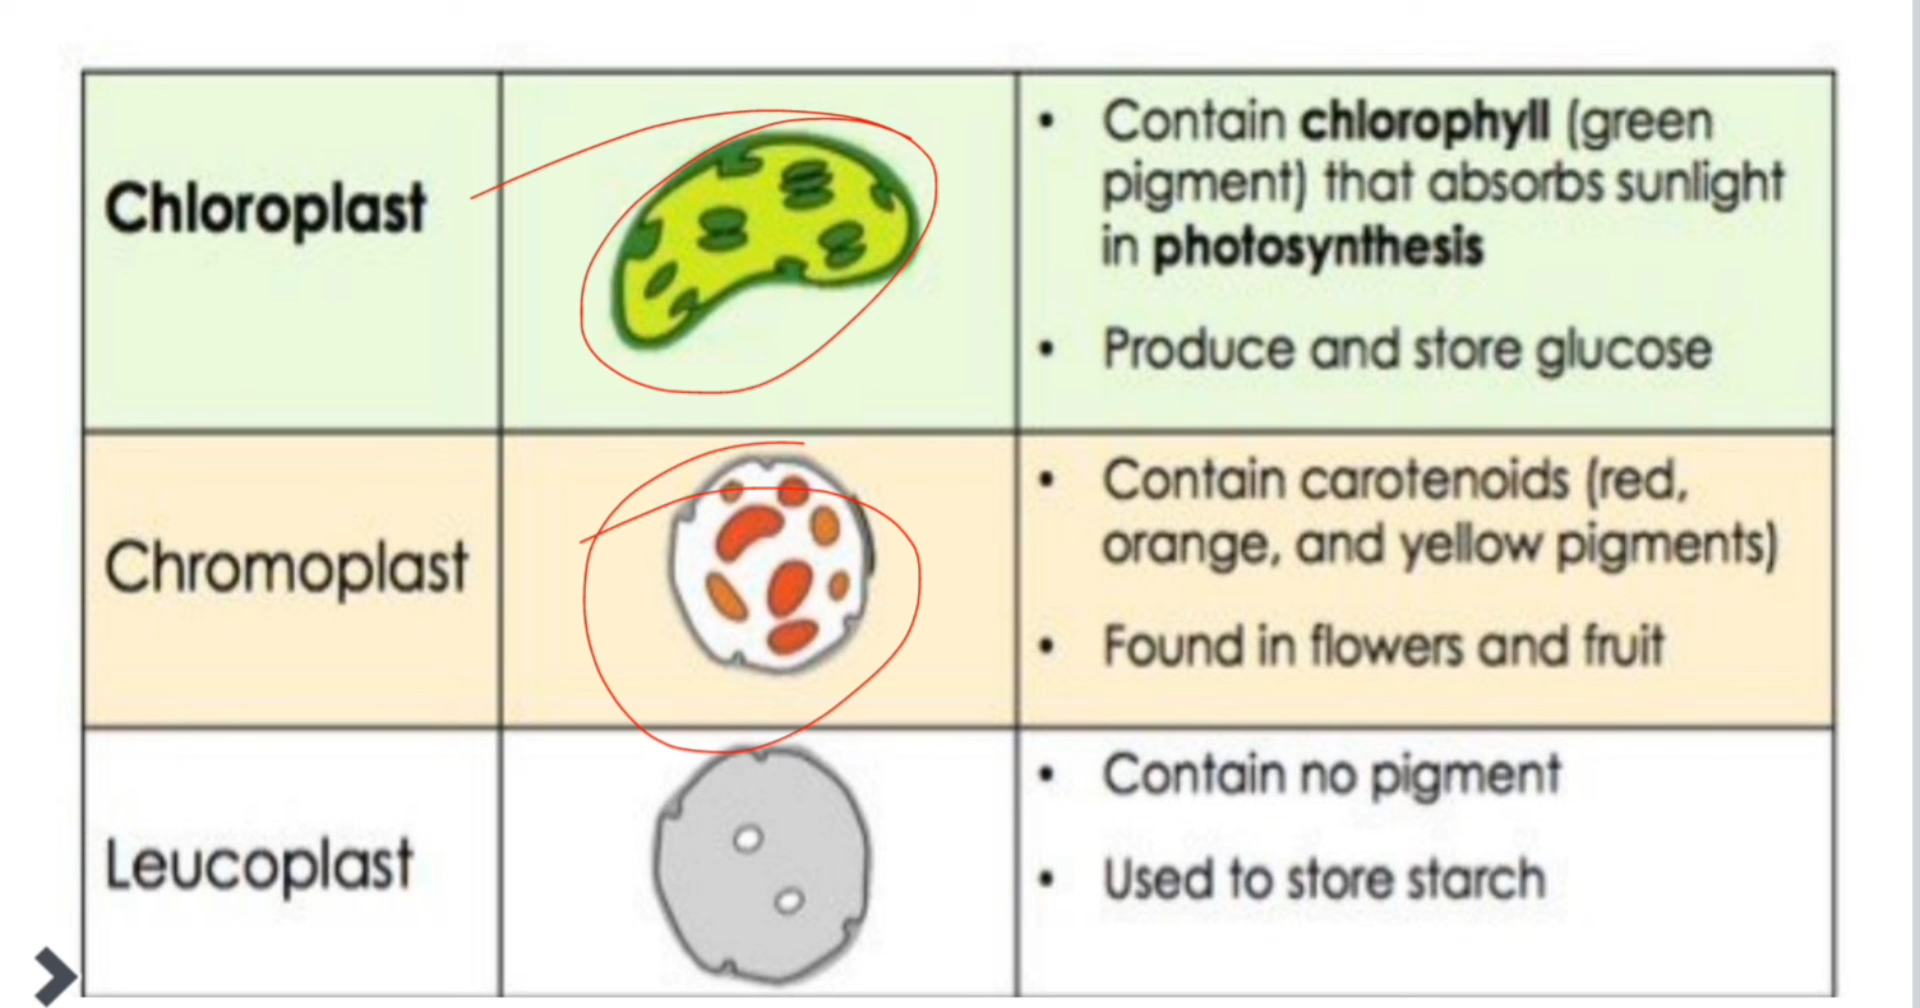 Chloroplast
• Contain chlorophyll (green
pigment) that absorbs sunlight
in photosynthesis
• Produce and store glucose
Chromoplast
• Contain carotenoids (red,
orange, and yellow pigments)
• Found in flowers and fruit
Leucoplast
• Contain no pigment
• Used to store starch